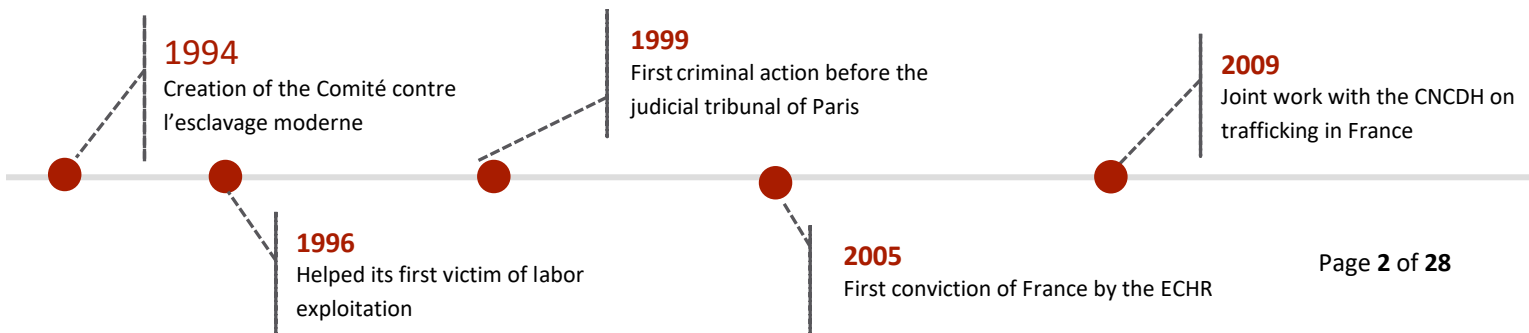 1994
Creation of the Comité contre
l’esclavage moderne
1996
Helped its first victim of labor
exploitation
1999
First criminal action before the
judicial tribunal of Paris
2005
First conviction of France by the ECHR
2009
Joint work with the CNCDH on
trafficking in France
Page 2 of 28